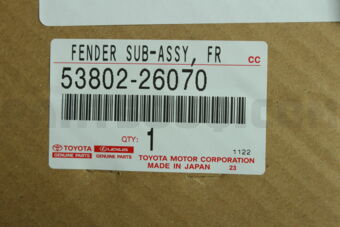 FENDER SUB-ASSY, FR CC
53802-26070
QTY: 1
1122
TOYOTA LEXUS TOYOTA MOTOR CORPORATION
GENUINE PARTS GENUINE PARTS MADE IN JAPAN 23